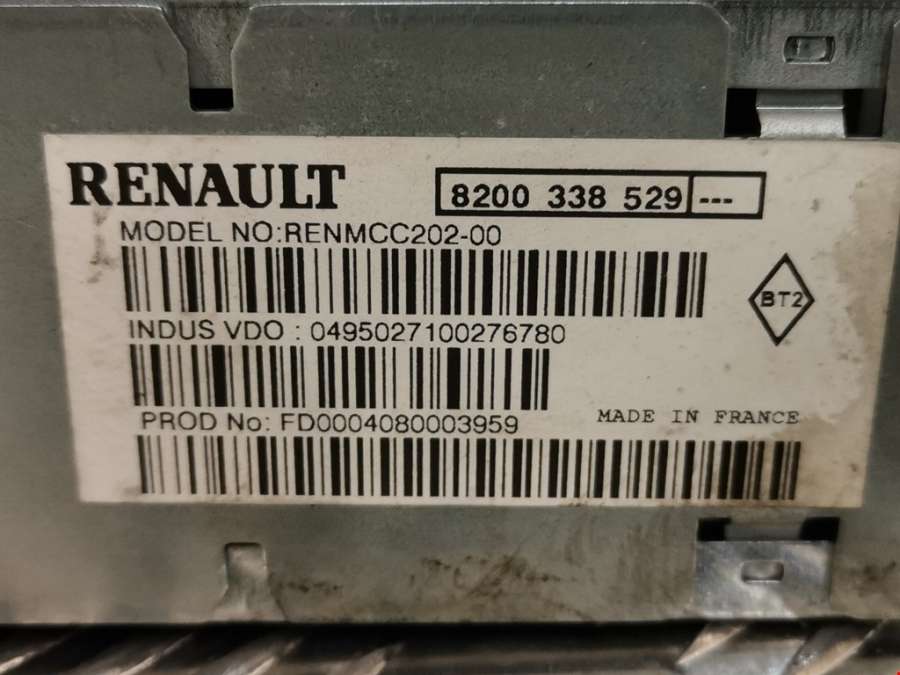 RENAULT
8200 338 529 ---
MODEL NO:RENMCC202-00
BT2
INDUS VDO : 0495027100276780
PROD No: FD0004080003959
MADE IN FRANCE